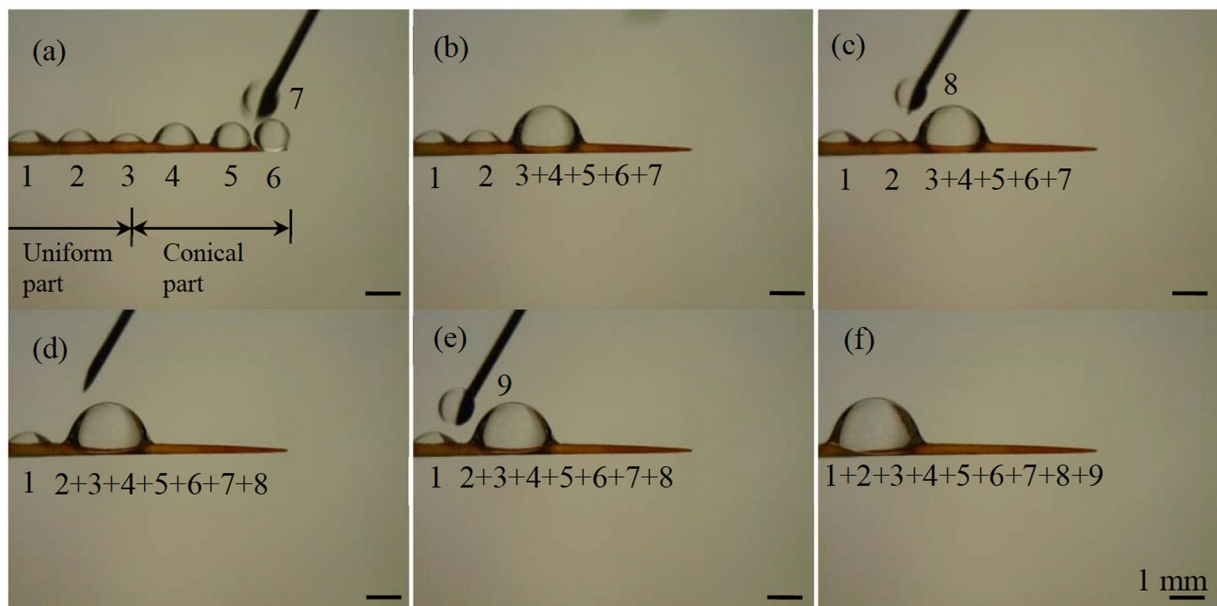 (a)
7
1 2 3 4 5 6
Uniform part
Conical part
(b)
1 2 3+4+5+6+7
(c)
8
1 2 3+4+5+6+7
(d)
1 2+3+4+5+6+7+8
(e)
9
1 2+3+4+5+6+7+8
(f)
1+2+3+4+5+6+7+8+9
1 mm